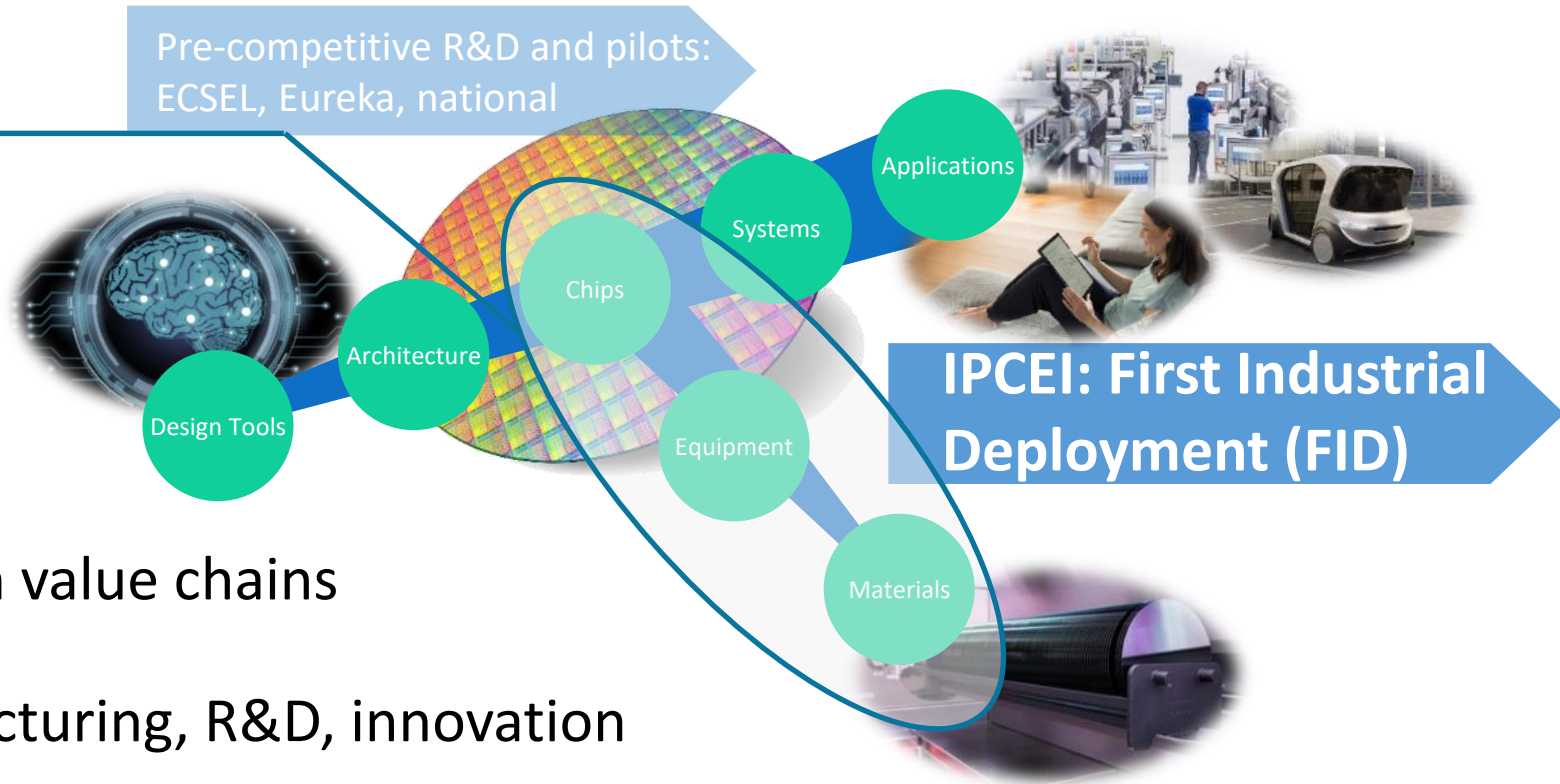 Pre-competitive R&D and pilots:
ECSEL, Eureka, national
Applications
Systems
Chips
Architecture
IPCEI: First Industrial
Deployment (FID)
Design Tools
Equipment
value chains
Materials
R&D, innovation